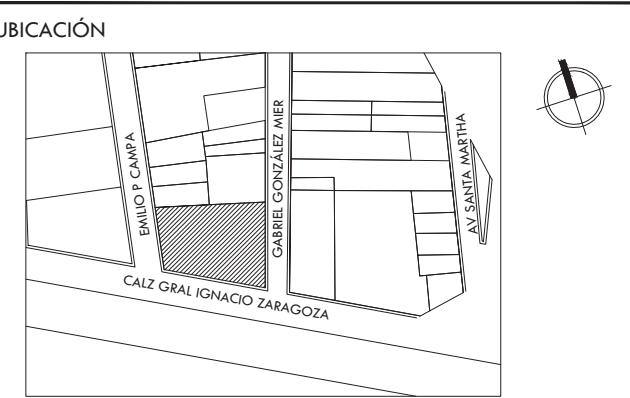 UBICACIÓN
EMILIO P CAMPA
GABRIEL GONZÁLEZ MIER
AV SANTA MARTHA
CALZ GRAL IGNACIO ZARAGOZA